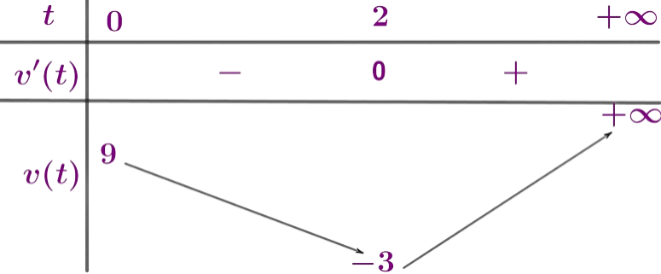 t 0 2 +∞
v′(t) − 0 +
+∞
9
v(t)
−3